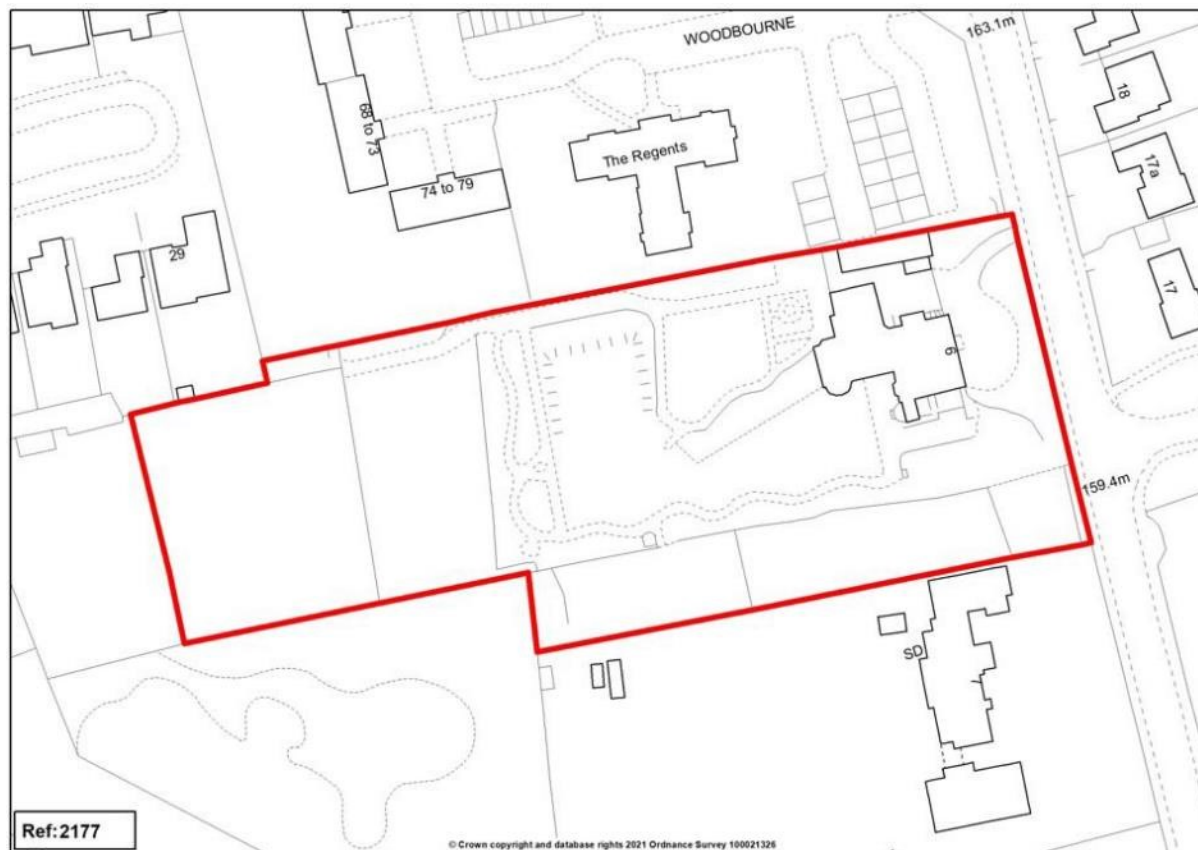 WOODBOURNE
163.1m
18
68 to 73
The Regents
17a
74 to 79
29
17
6
159.4m
SD
7
Ref:2177
© Crown copyright and database rights 2021 Ordnance Survey 100021326